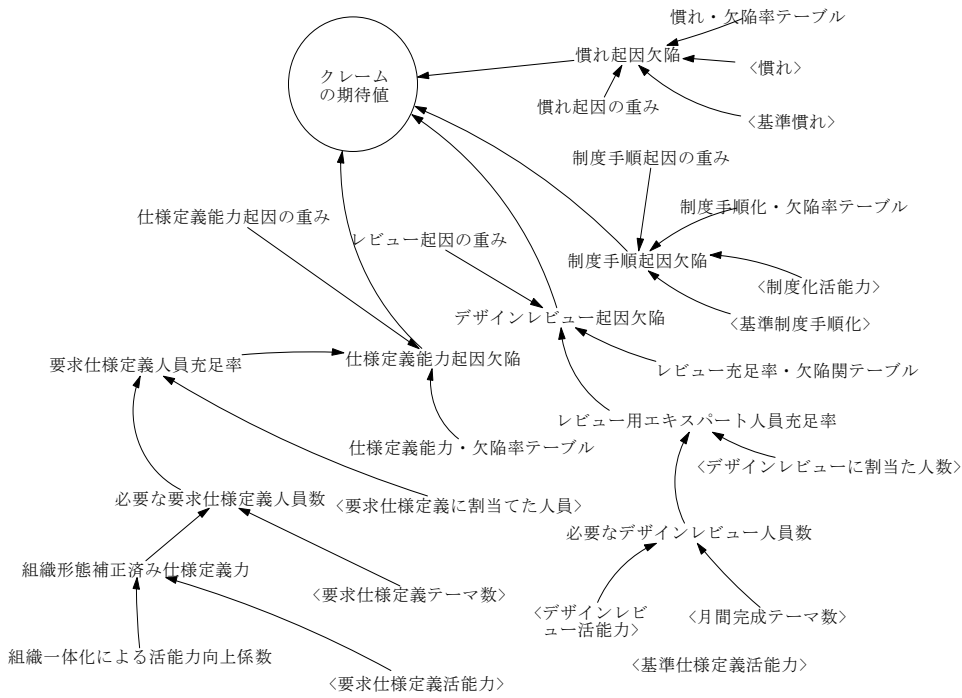 慣れ・欠陥率テーブル
慣れ起因欠陥
〈慣れ〉
クレーム
の期待値
慣れ起因の重み
〈基準慣れ〉
制度手順起因の重み
制度手順化・欠陥率テーブル
仕様定義能力起因の重み
レビュー起因の重み
制度手順起因欠陥
〈制度化活能力〉
デザインレビュー起因欠陥
〈基準制度手順化〉
要求仕様定義人員充足率
仕様定義能力起因欠陥
レビュー充足率・欠陥関テーブル
レビュー用エキスパート人員充足率
仕様定義能力・欠陥率テーブル
〈デザインレビューに割当た人数〉
必要な要求仕様定義人員数
〈要求仕様定義に割当てた人員〉
必要なデザインレビュー人員数
組織形態補正済み仕様定義力
〈要求仕様定義テーマ数〉
〈デザインレビ
ュー活能力〉
〈月間完成テーマ数〉
組織一体化による活能力向上係数
〈基準仕様定義活能力〉
〈要求仕様定義活能力〉